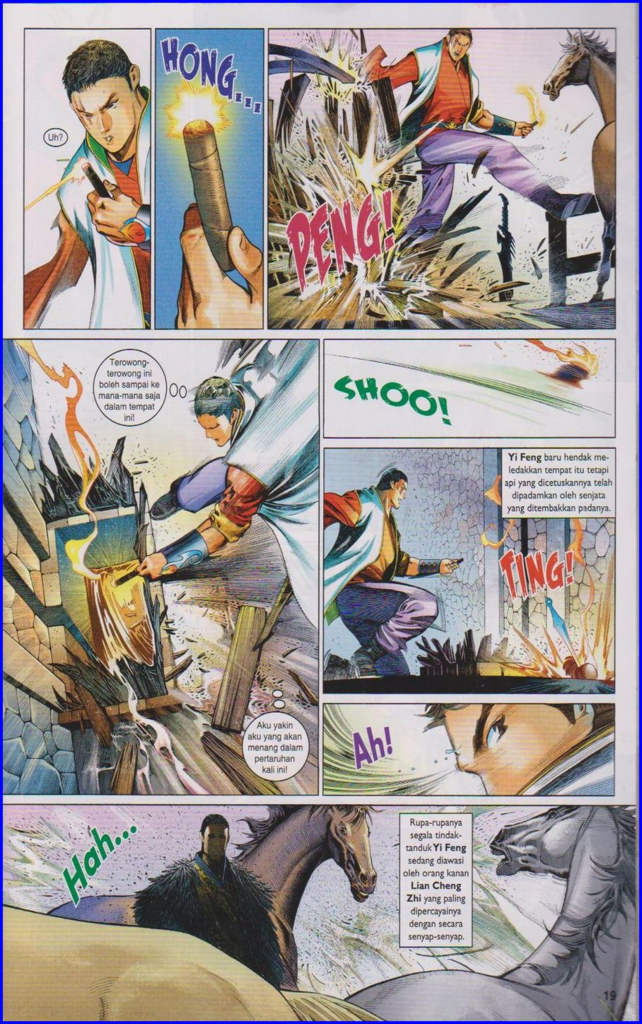 Uh?
HONG...
PENG!
Terowong-
terowong ini
boleh sampai ke
mana-mana saja
dalam tempat
ini!
SHOO!
Yi Feng baru hendak me-
ledakkan tempat itu tetapi
api yang dicetuskannya telah
dipadamkan oleh senjata
yang ditembakkan padanya.
TING!
Aku yakin
aku yang akan
menang dalam
pertaruhan
kali ini!
Ah!
Hah...
Rupa-rupanya
segala tindak-
tanduk Yi Feng
sedang diawasi
oleh orang kanan
Lian Cheng
Zhi yang paling
dipercayainya
dengan secara
senyap-senyap.
19